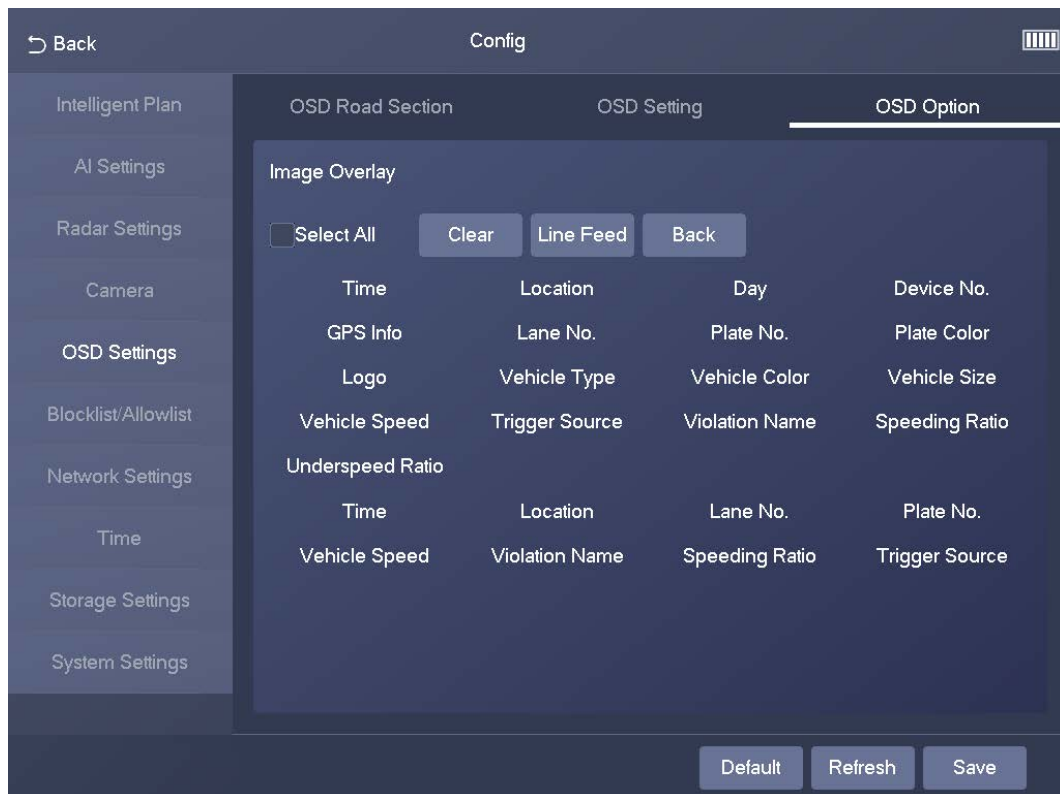 Back
Config
Intelligent Plan
AI Settings
Radar Settings
Camera
OSD Settings
Blocklist/Allowlist
Network Settings
Time
Storage Settings
System Settings
OSD Road Section OSD Setting OSD Option
Image Overlay
Select All Clear Line Feed Back
Time Location Day Device No.
GPS Info Lane No. Plate No. Plate Color
Logo Vehicle Type Vehicle Color Vehicle Size
Vehicle Speed Trigger Source Violation Name Speeding Ratio
Underspeed Ratio
Time Location Lane No. Plate No.
Vehicle Speed Violation Name Speeding Ratio Trigger Source
Default Refresh Save